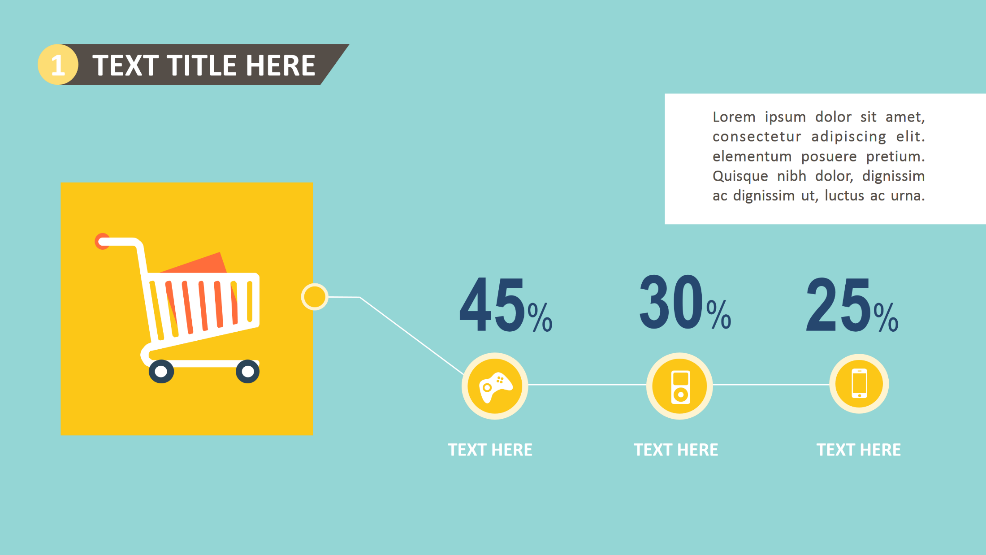 1 TEXT TITLE HERE
Lorem ipsum dolor sit amet,
consectetur adipiscing elit.
elementum posuere pretium.
Quisque nibh dolor, dignissim
ac dignissim ut, luctus ac urna.
45% 30% 25%
TEXT HERE TEXT HERE TEXT HERE